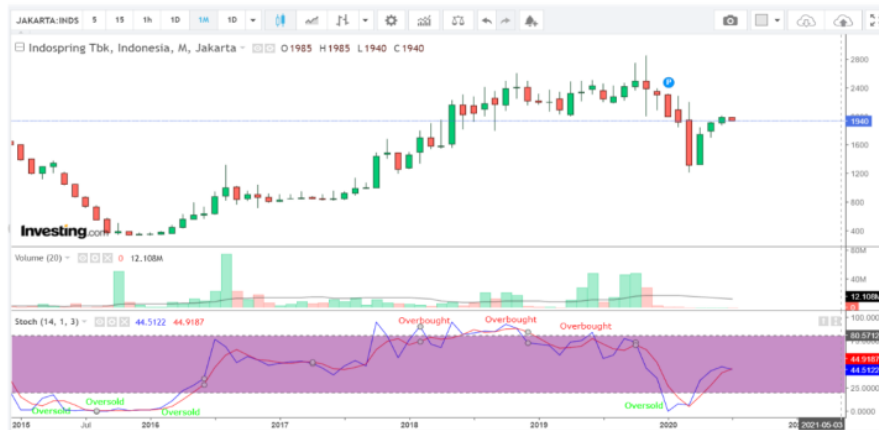 JAKARTA:INDS 5 15 1h 1D 1M 1D
Indospring Tbk, Indonesia, M, Jakarta O1985 H1985 L1940 C1940
2800
2400
1940
1600
1200
800
400
P
Investing.com
Volume (20) 0 12.108M
80M
40M
12.108M
0
Stoch (14, 1, 3) 44.5122 44.9187
100.0000
80.5712
44.9187
44.5122
25.0000
0.0000
Overbought Overbought Overbought
Oversold Oversold Oversold Oversold
2015 Jul 2016 2017 2018 2019 2020 2021-05-03